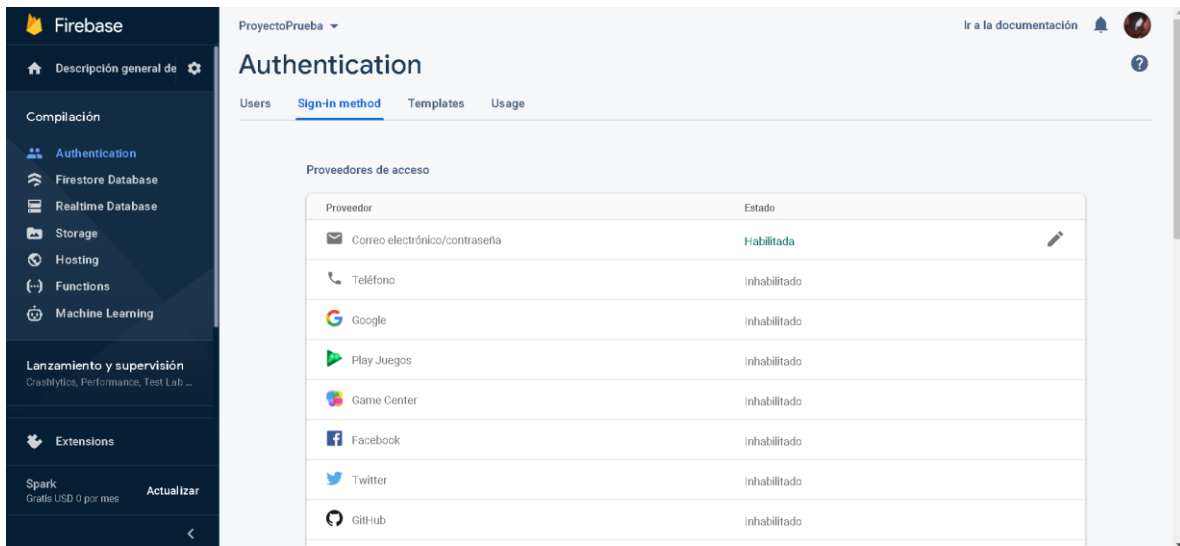 Firebase
ProyectoPrueba
Ir a la documentación
Descripción general de
Authentication
Users Sign-in method Templates Usage
Compilación
Authentication
Firestore Database
Realtime Database
Storage
Hosting
Functions
Machine Learning
Lanzamiento y supervisión
Crashlytics, Performance, Test Lab ...
Extensions
Spark
Gratis USD 0 por mes
Actualizar
Proveedores de acceso
Proveedor Estado
Correo electrónico/contraseña Habilitada
Teléfono Inhabilitado
Google Inhabilitado
Play Juegos Inhabilitado
Game Center Inhabilitado
Facebook Inhabilitado
Twitter Inhabilitado
GitHub Inhabilitado